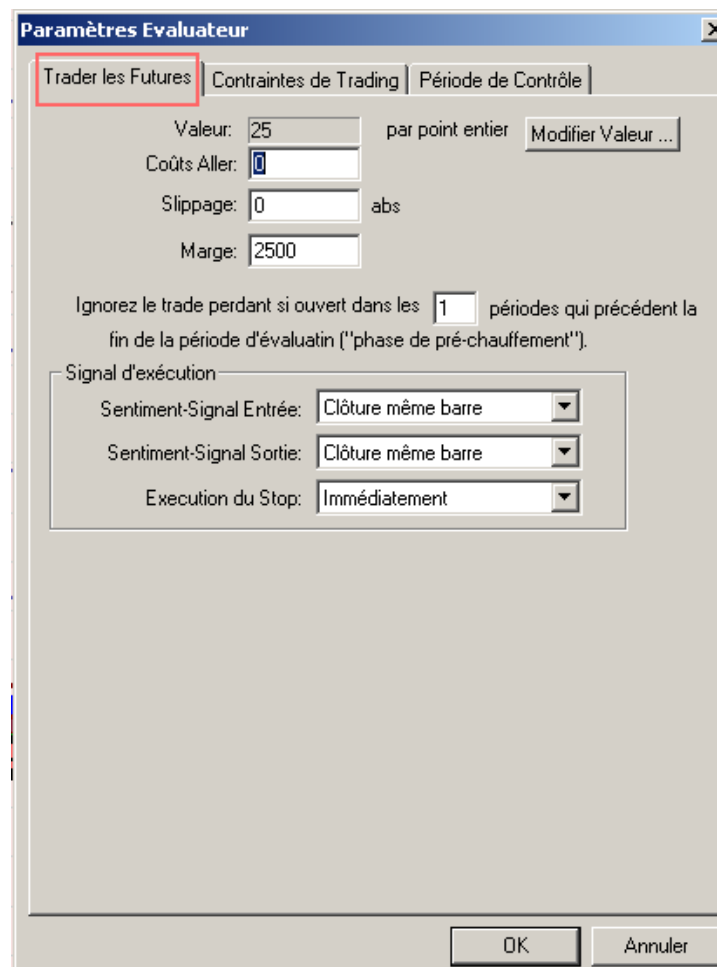 Paramètres Evaluateur
Trader les Futures Contraintes de Trading Période de Contrôle
Valeur: 25 par point entier Modifier Valeur ...
Coûts Aller: 0
Slippage: 0 abs
Marge: 2500
Ignorez le trade perdant si ouvert dans les 1 périodes qui précédent la
fin de la période d'évaluatin ("phase de pré-chauffement").
Signal d'exécution
Sentiment-Signal Entrée: Clôture même barre
Sentiment-Signal Sortie: Clôture même barre
Execution du Stop: Immédiatement
OK Annuler